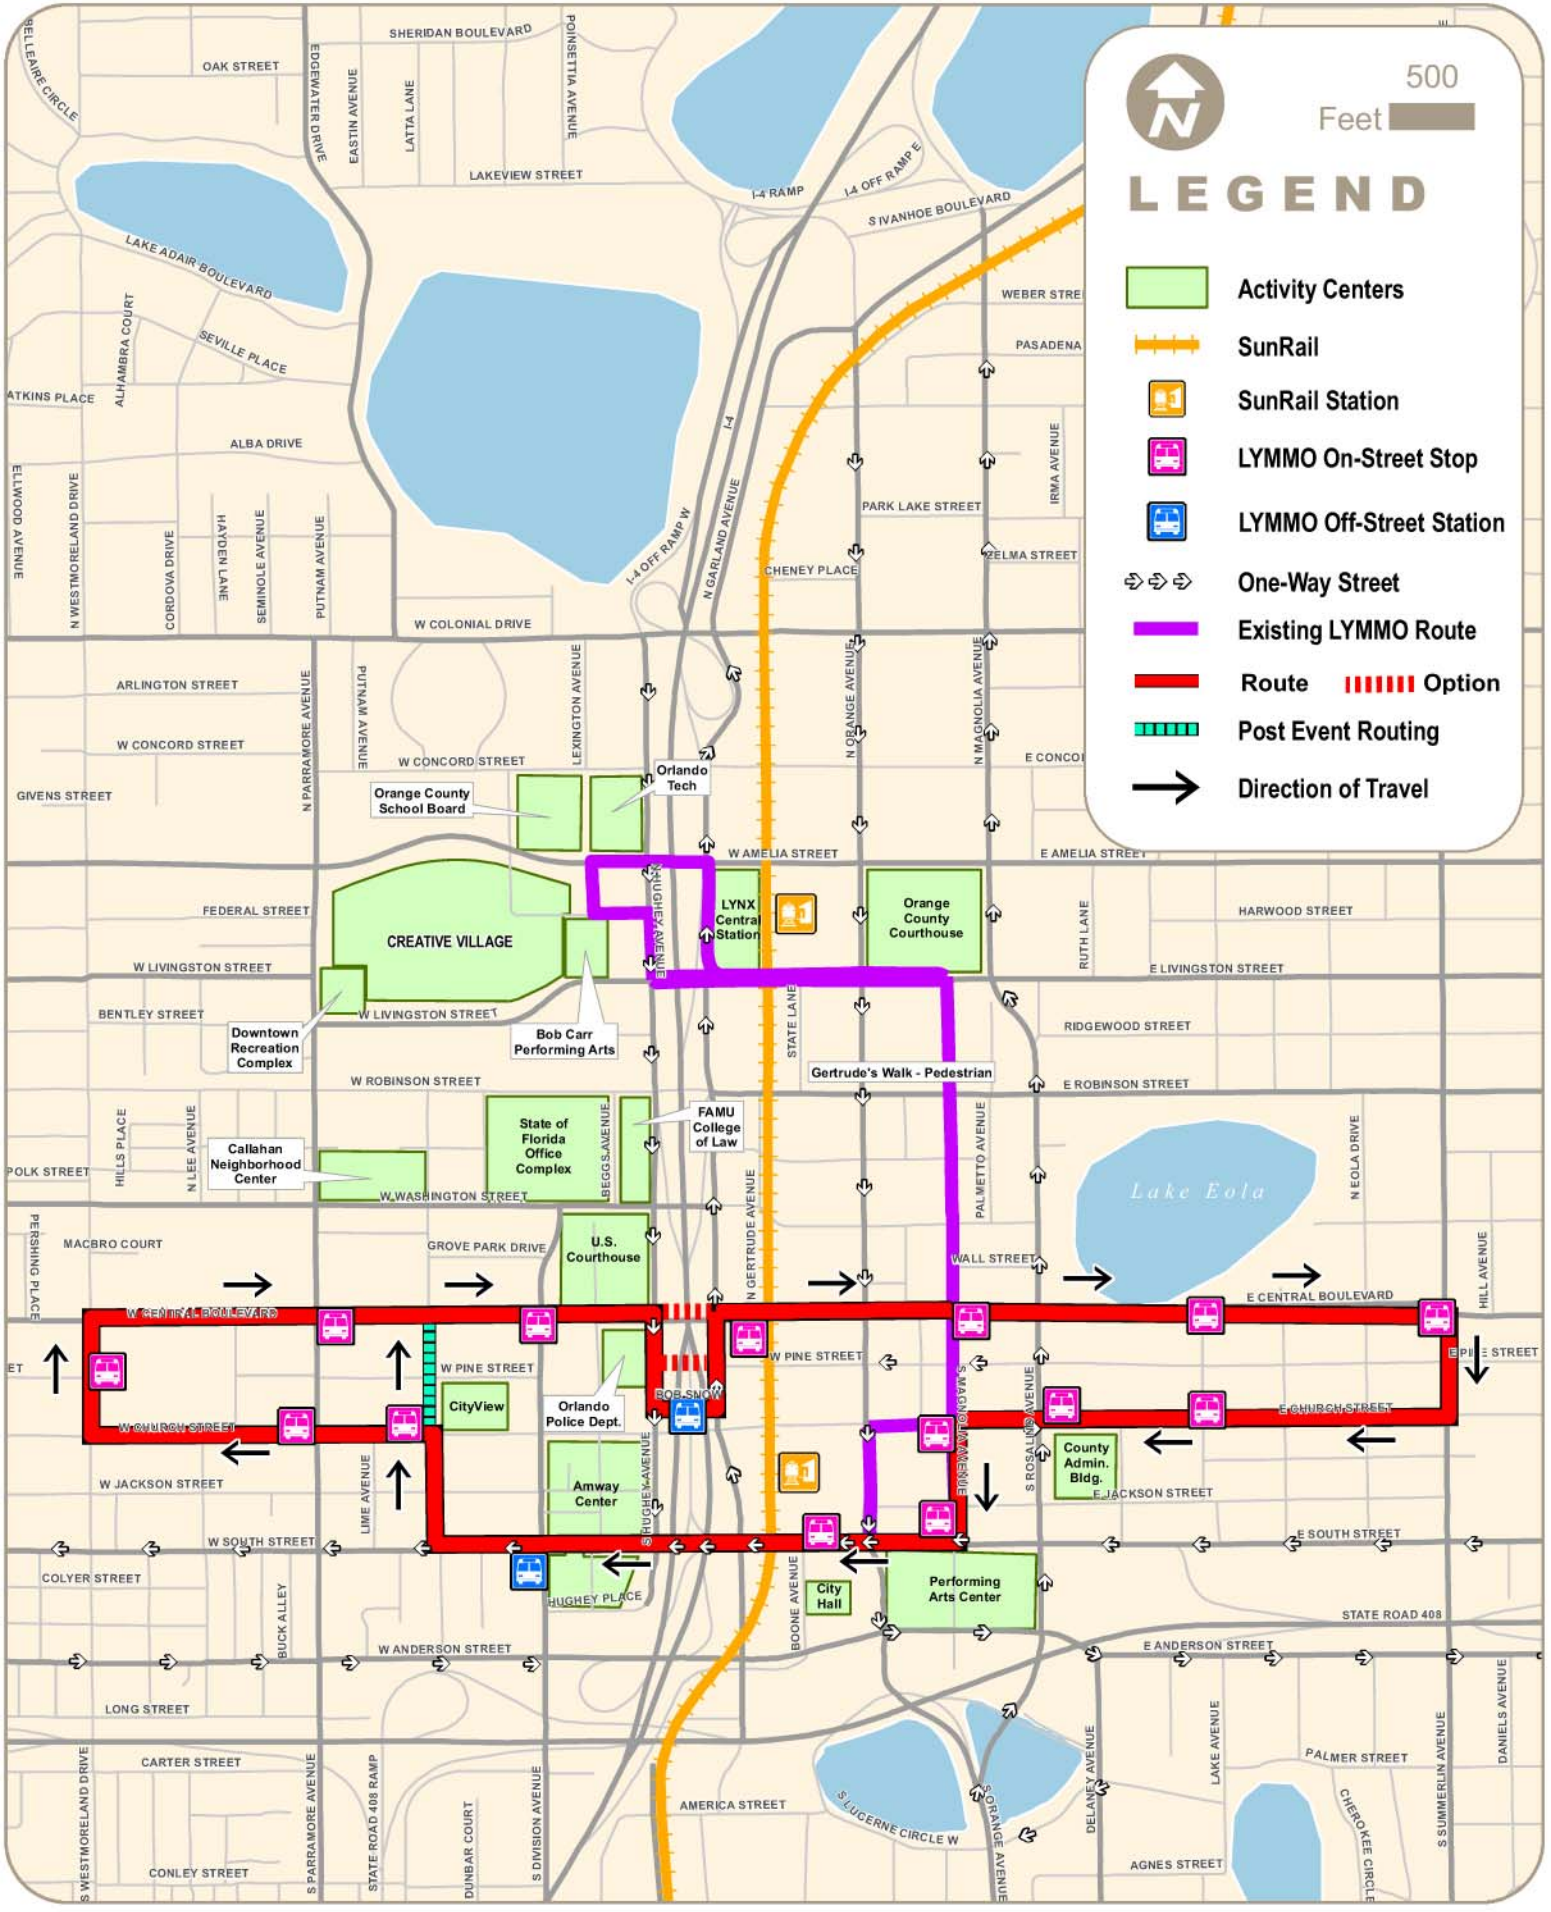 BELLEAIRE CIRCLE
OAK STREET
EDGEWATER DRIVE
EASTIN AVENUE
LATTA LANE
SHERIDAN BOULEVARD
POINSETTIA AVENUE
LAKEVIEW STREET
I-4 RAMP
I-4 OFF RAMP E
S IVANHOE BOULEVARD
N
500
Feet
LEGEND
Activity Centers
SunRail
SunRail Station
LYMMO On-Street Stop
LYMMO Off-Street Station
One-Way Street
Existing LYMMO Route
Route
Option
Post Event Routing
Direction of Travel
LAKE ADAIR BOULEVARD
ALHAMBRA COURT
SEVILLE PLACE
ATKINS PLACE
ALBA DRIVE
WEBER STREE
PASADENA
I-4
ELLWOOD AVENUE
N WESTMORELAND DRIVE
CORDOVA DRIVE
HAYDEN LANE
SEMINOLE AVENUE
PUTNAM AVENUE
I-4 OFF RAMP W
N GARLAND AVENUE
IRMA AVENUE
PARK LAKE STREET
ZELMA STREET
CHENEY PLACE
W COLONIAL DRIVE
ARLINGTON STREET
N PARRAMORE AVENUE
PUTNAM AVENUE
LEXINGTON AVENUE
N ORANGE AVENUE
N MAGNOLIA AVENUE
W CONCORD STREET
W CONCORD STREET
E CONCO
GIVENS STREET
Orange County
School Board
Orlando
Tech
W AMELIA STREET
E AMELIA STREET
N HUGHEY AVENUE
FEDERAL STREET
CREATIVE VILLAGE
LYNX
Central
Station
Orange
County
Courthouse
RUTH LANE
HARWOOD STREET
W LIVINGSTON STREET
E LIVINGSTON STREET
BENTLEY STREET
W LIVINGSTON STREET
Downtown
Recreation
Complex
Bob Carr
Performing Arts
STATE LANE
RIDGEWOOD STREET
Gertrude's Walk - Pedestrian
W ROBINSON STREET
E ROBINSON STREET
HILLS PLACE
N LEE AVENUE
State of
Florida
Office
Complex
BEGGS AVENUE
FAMU
College
of Law
PALMETTO AVENUE
N EOLA DRIVE
Callahan
Neighborhood
Center
POLK STREET
Lake Eola
W WASHINGTON STREET
N GERTRUDE AVENUE
PERSHING PLACE
MACBRO COURT
GROVE PARK DRIVE
U.S.
Courthouse
WALL STREET
HILL AVENUE
W CENTRAL BOULEVARD
E CENTRAL BOULEVARD
ET
W PINE STREET
W PINE STREET
E PINE STREET
CityView
Orlando
Police Dept.
BOB SNOW
S MAGNOLIA AVENUE
S ROSALIND AVENUE
W CHURCH STREET
E CHURCH STREET
County
Admin.
Bldg.
W JACKSON STREET
LIME AVENUE
Amway
Center
S HUGHEY AVENUE
E JACKSON STREET
W SOUTH STREET
E SOUTH STREET
COLYER STREET
BUCK ALLEY
HUGHEY PLACE
BOONE AVENUE
City
Hall
Performing
Arts Center
STATE ROAD 408
W ANDERSON STREET
E ANDERSON STREET
LONG STREET
CARTER STREET
S WESTMORELAND DRIVE
S PARRAMORE AVENUE
STATE ROAD 408 RAMP
DUNBAR COURT
S DIVISION AVENUE
AMERICA STREET
S LUCERNE CIRCLE W
S ORANGE AVENUE
DELANEY AVENUE
LAKE AVENUE
PALMER STREET
CHEROKEE CIRCLE
S SUMMERLIN AVENUE
DANIELS AVENUE
CONLEY STREET
AGNES STREET